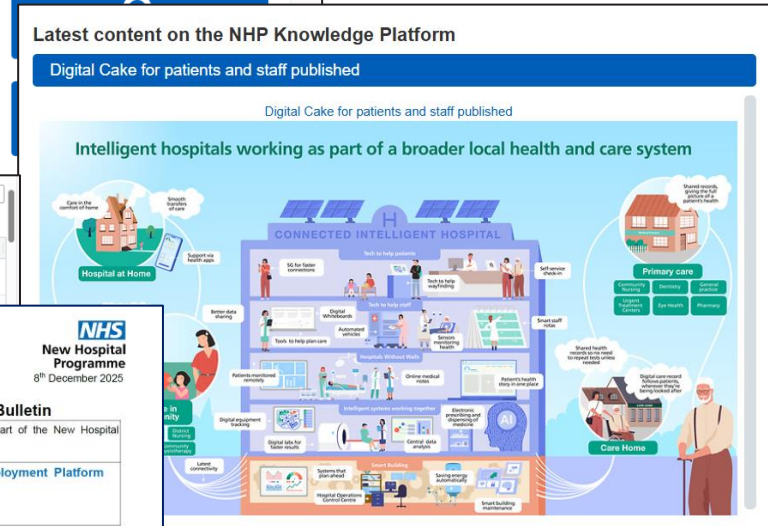 Latest content on the NHP Knowledge Platform
Digital Cake for patients and staff published
Digital Cake for patients and staff published
Intelligent hospitals working as part of a broader local health and care system
Care in the
comfort of home
Smooth
transfers
of care
Support via
health apps
Hospital at Home
H
CONNECTED INTELLIGENT HOSPITAL
Tech to help patients
5G for faster
connections
Tech to help
wayfinding
Self-service
check-in
Tech to help staff
Better data
sharing
Digital
Whiteboards
Automated
vehicles
Tools to help plan care
Sensors
monitoring
health
Smart staff
rotas
Hospitals Without Walls
Patients monitored
remotely
Online medical
notes
Patient's health
story in one place
Intelligent systems working together
Digital equipment
tracking
Digital labs for
faster results
Central data
analysis
Electronic
prescribing and
dispensing of
medicine
AI
Smart Building
Latest
connectivity
Systems that
plan ahead
Hospital Operations
Control Centre
Saving energy
automatically
Smart building
maintenance
Shared records,
giving the full
picture of a
patient's health
Primary care
Community
Nursing
Dentistry
General
practice
Urgent
Treatment
Centers
Eye Health
Pharmacy
Shared health
records so no need
to repeat tests unless
needed
Digital care record
follows patients,
wherever they're
being looked after
Care Home
District
Nursing
NHS
New Hospital
Programme
8th December 2025
Bulletin
art of the New Hospital
loyment Platform